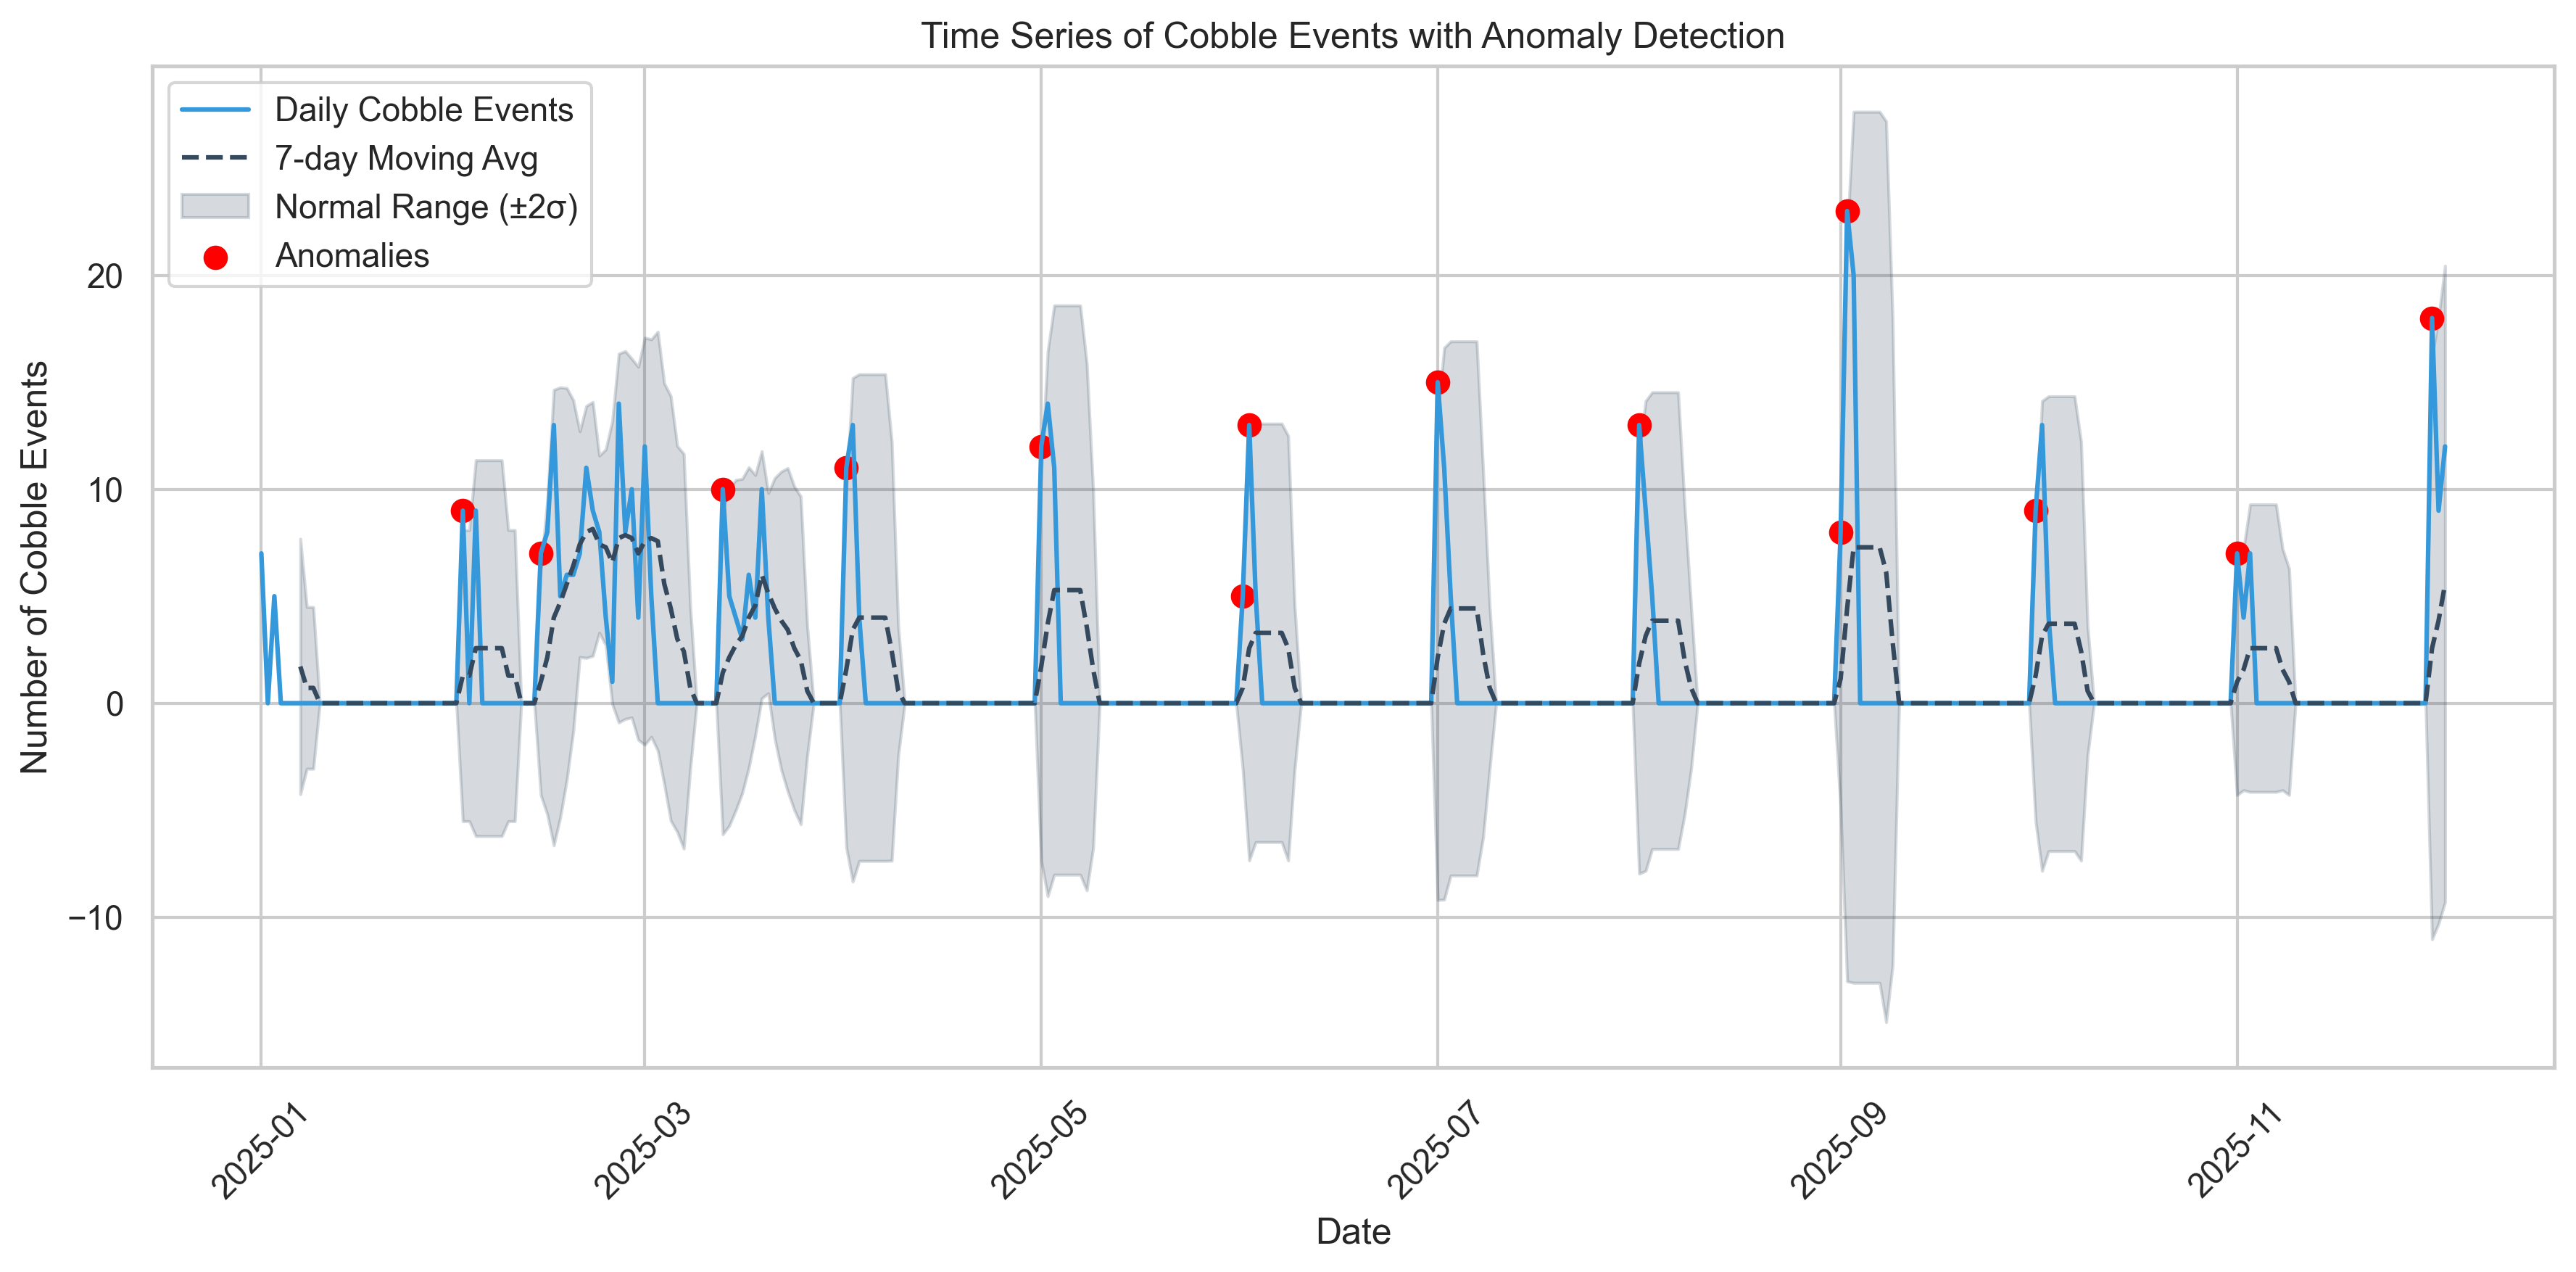 Time Series of Cobble Events with Anomaly Detection
Daily Cobble Events
7-day Moving Avg
Normal Range (±2σ)
Anomalies
Number of Cobble Events
20
10
0
−10
2025-01
2025-03
2025-05
2025-07
2025-09
2025-11
Date